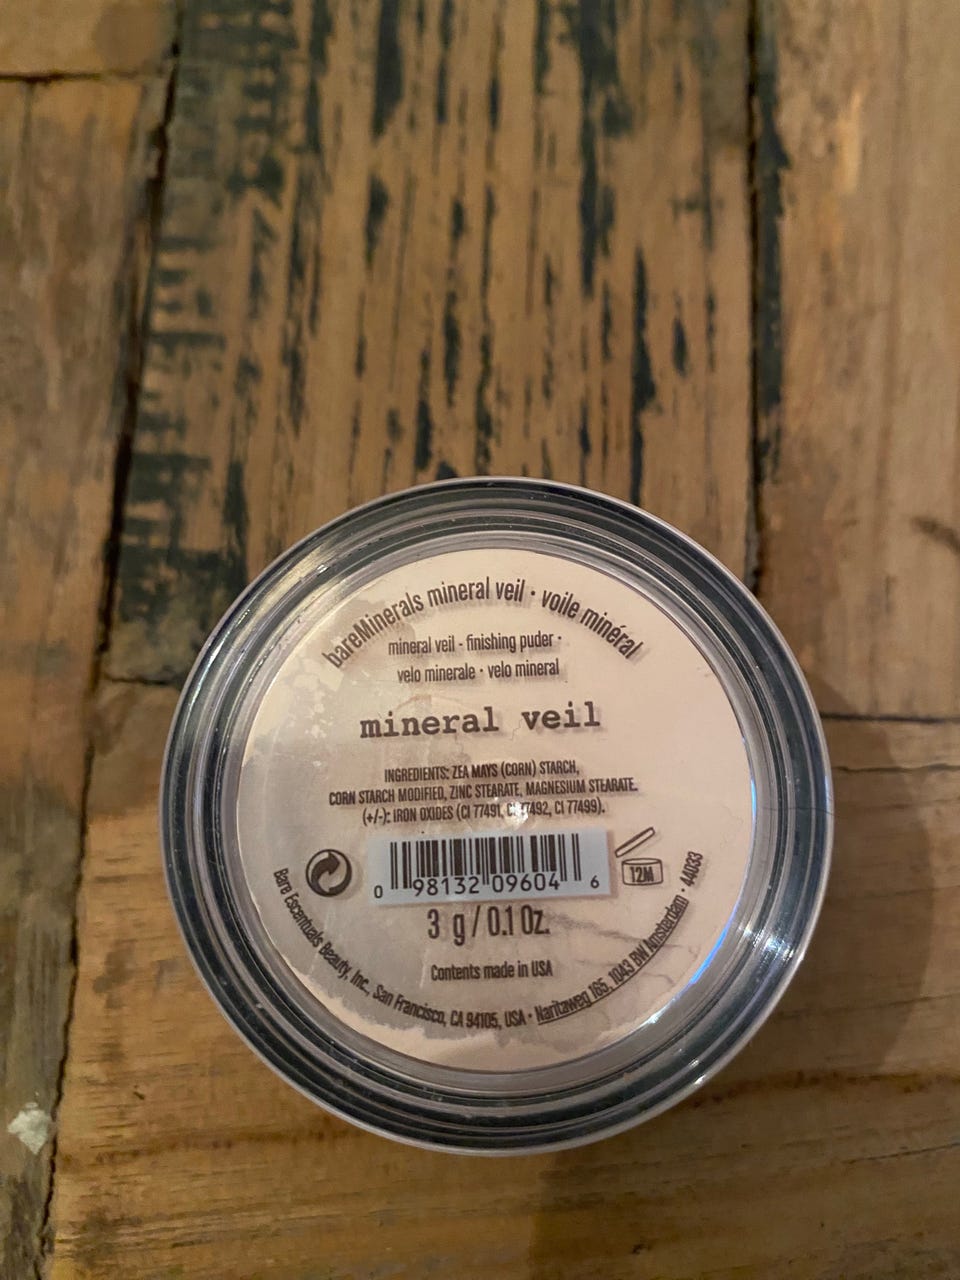 bareMinerals mineral veil • voile minéral
mineral veil - finishing puder •
velo minerale • velo mineral
mineral veil
INGREDIENTS: ZEA MAYS (CORN) STARCH,
CORN STARCH MODIFIED, ZINC STEARATE, MAGNESIUM STEARATE.
(+/-): IRON OXIDES (CI 77491, CI 77492, CI 77499).
0 98132 09604 6
12M
3 g / 0.1 Oz.
Contents made in USA
Bare Escentuals Beauty, Inc., San Francisco, CA 94105, USA • Naritaweg 165, 1043 BW Amsterdam • 44033